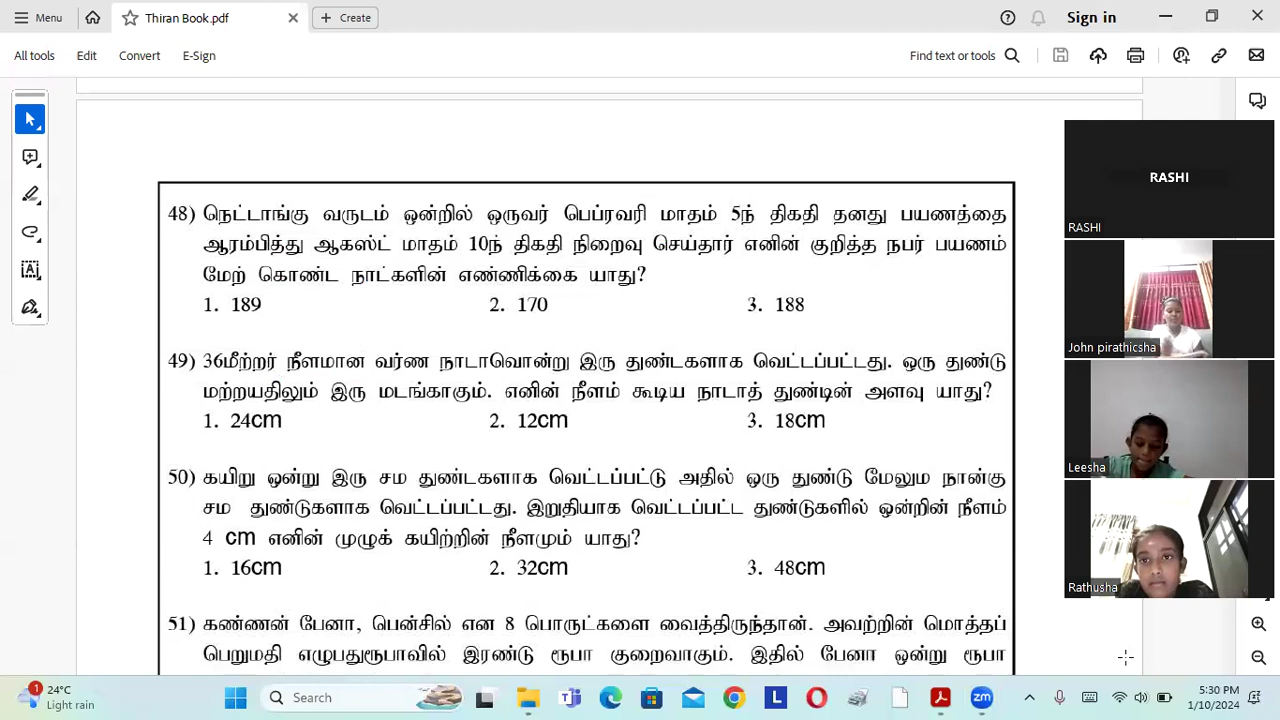 Menu
Thiran Book.pdf
Create
Sign in
All tools
Edit
Convert
E-Sign
Find text or tools
48) நெட்டாங்கு வருடம் ஒன்றில் ஒருவர் பெப்ரவரி மாதம் 5ந் திகதி தனது பயணத்தை
ஆரம்பித்து ஆகஸ்ட் மாதம் 10ந் திகதி நிறைவு செய்தார் எனின் குறித்த நபர் பயணம்
மேற் கொண்ட நாட்களின் எண்ணிக்கை யாது?
1. 189 2. 170 3. 188
49) 36மீற்றர் நீளமான வர்ண நாடாவொன்று இரு துண்டகளாக வெட்டப்பட்டது. ஒரு துண்டு
மற்றயதிலும் இரு மடங்காகும். எனின் நீளம் கூடிய நாடாத் துண்டின் அளவு யாது?
1. 24cm 2. 12cm 3. 18cm
50) கயிறு ஒன்று இரு சம துண்டகளாக வெட்டப்பட்டு அதில் ஒரு துண்டு மேலும நான்கு
சம துண்டுகளாக வெட்டப்பட்டது. இறுதியாக வெட்டப்பட்ட துண்டுகளில் ஒன்றின் நீளம்
4 cm எனின் முழுக் கயிற்றின் நீளமும் யாது?
1. 16cm 2. 32cm 3. 48cm
51) கண்ணன் பேனா, பென்சில் என 8 பொருட்களை வைத்திருந்தான். அவற்றின் மொத்தப்
பெறுமதி எழுபதுரூபாவில் இரண்டு ரூபா குறைவாகும். இதில் பேனா ஒன்று ரூபா
RASHI
RASHI
John pirathicsha
Leesha
Rathusha
1
24°C
Light rain
Search
L
zm
5:30 PM
1/10/2024